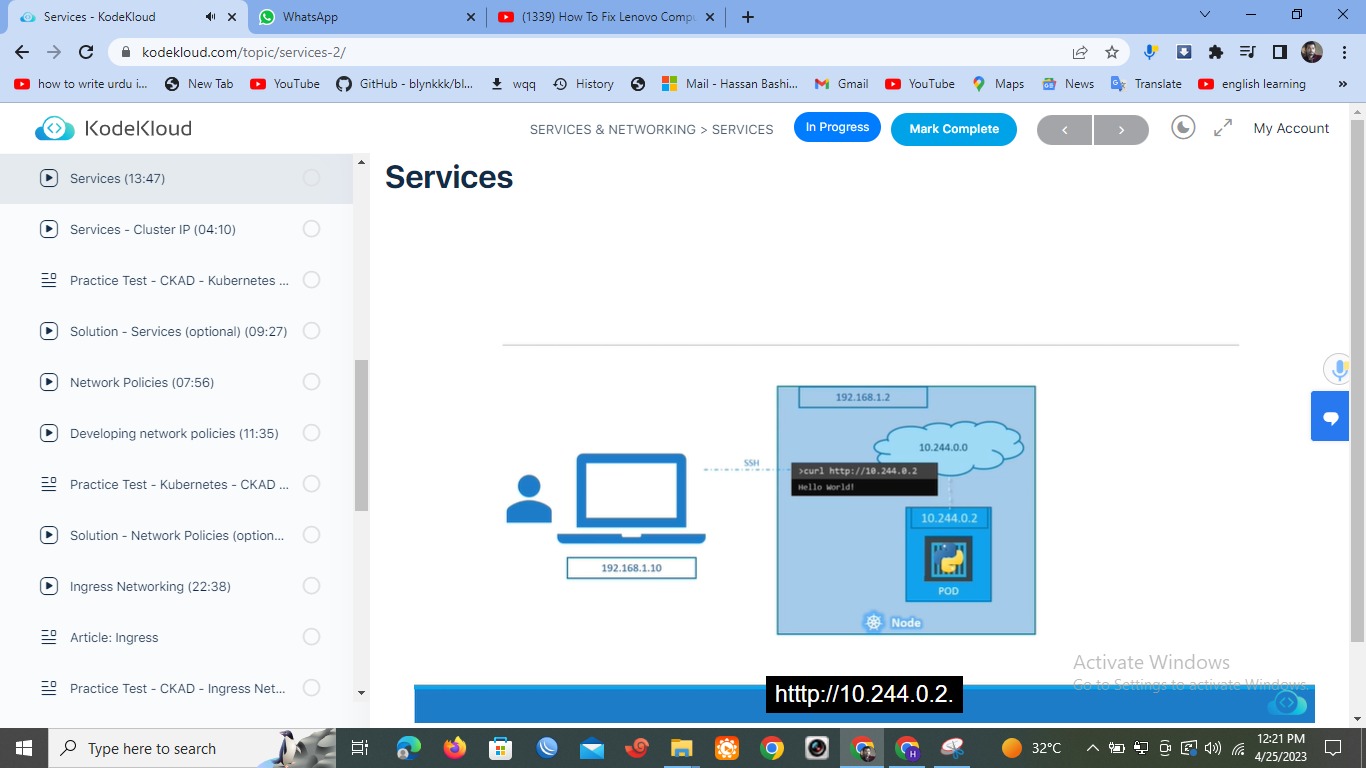 Services - KodeKloud
WhatsApp
(1339) How To Fix Lenovo Compu
kodekloud.com/topic/services-2/
how to write urdu i...
New Tab
YouTube
GitHub - blynkkk/bl...
wqq
History
Mail - Hassan Bashi...
Gmail
YouTube
Maps
News
Translate
english learning
»
KodeKloud
SERVICES & NETWORKING > SERVICES
In Progress
Mark Complete
My Account
Services (13:47)
Services - Cluster IP (04:10)
Practice Test - CKAD - Kubernetes ...
Solution - Services (optional) (09:27)
Network Policies (07:56)
Developing network policies (11:35)
Practice Test - Kubernetes - CKAD ...
Solution - Network Policies (option...
Ingress Networking (22:38)
Article: Ingress
Practice Test - CKAD - Ingress Net...
Services
192.168.1.2
10.244.0.0
SSH
>curl http://10.244.0.2
Hello World!
10.244.0.2
POD
192.168.1.10
Node
Activate Windows
Go to Settings to activate Windows.
htttp://10.244.0.2.
Type here to search
H
32°C
12:21 PM
4/25/2023